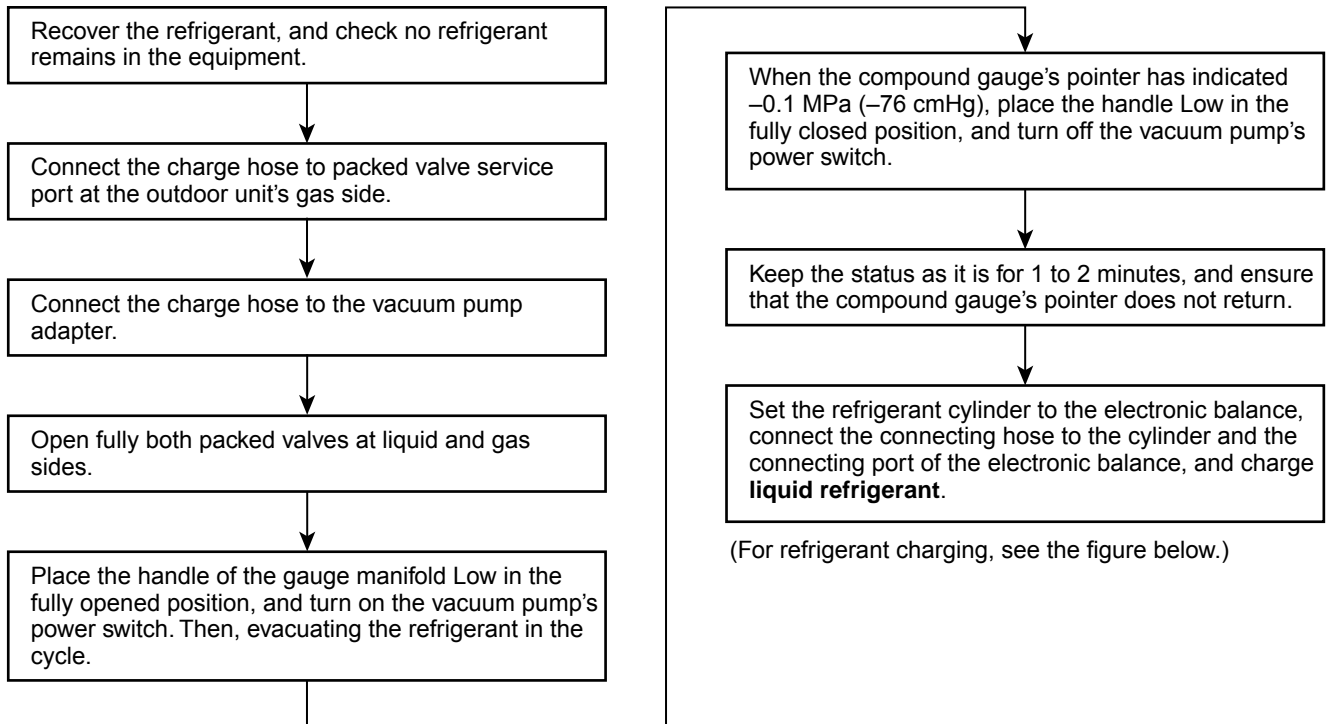 Recover the refrigerant, and check no refrigerant
remains in the equipment.
Connect the charge hose to packed valve service
port at the outdoor unit’s gas side.
Connect the charge hose to the vacuum pump
adapter.
Open fully both packed valves at liquid and gas
sides.
Place the handle of the gauge manifold Low in the
fully opened position, and turn on the vacuum pump’s
power switch. Then, evacuating the refrigerant in the
cycle.
When the compound gauge’s pointer has indicated
–0.1 MPa (–76 cmHg), place the handle Low in the
fully closed position, and turn off the vacuum pump’s
power switch.
Keep the status as it is for 1 to 2 minutes, and ensure
that the compound gauge’s pointer does not return.
Set the refrigerant cylinder to the electronic balance,
connect the connecting hose to the cylinder and the
connecting port of the electronic balance, and charge
liquid refrigerant.
(For refrigerant charging, see the figure below.)